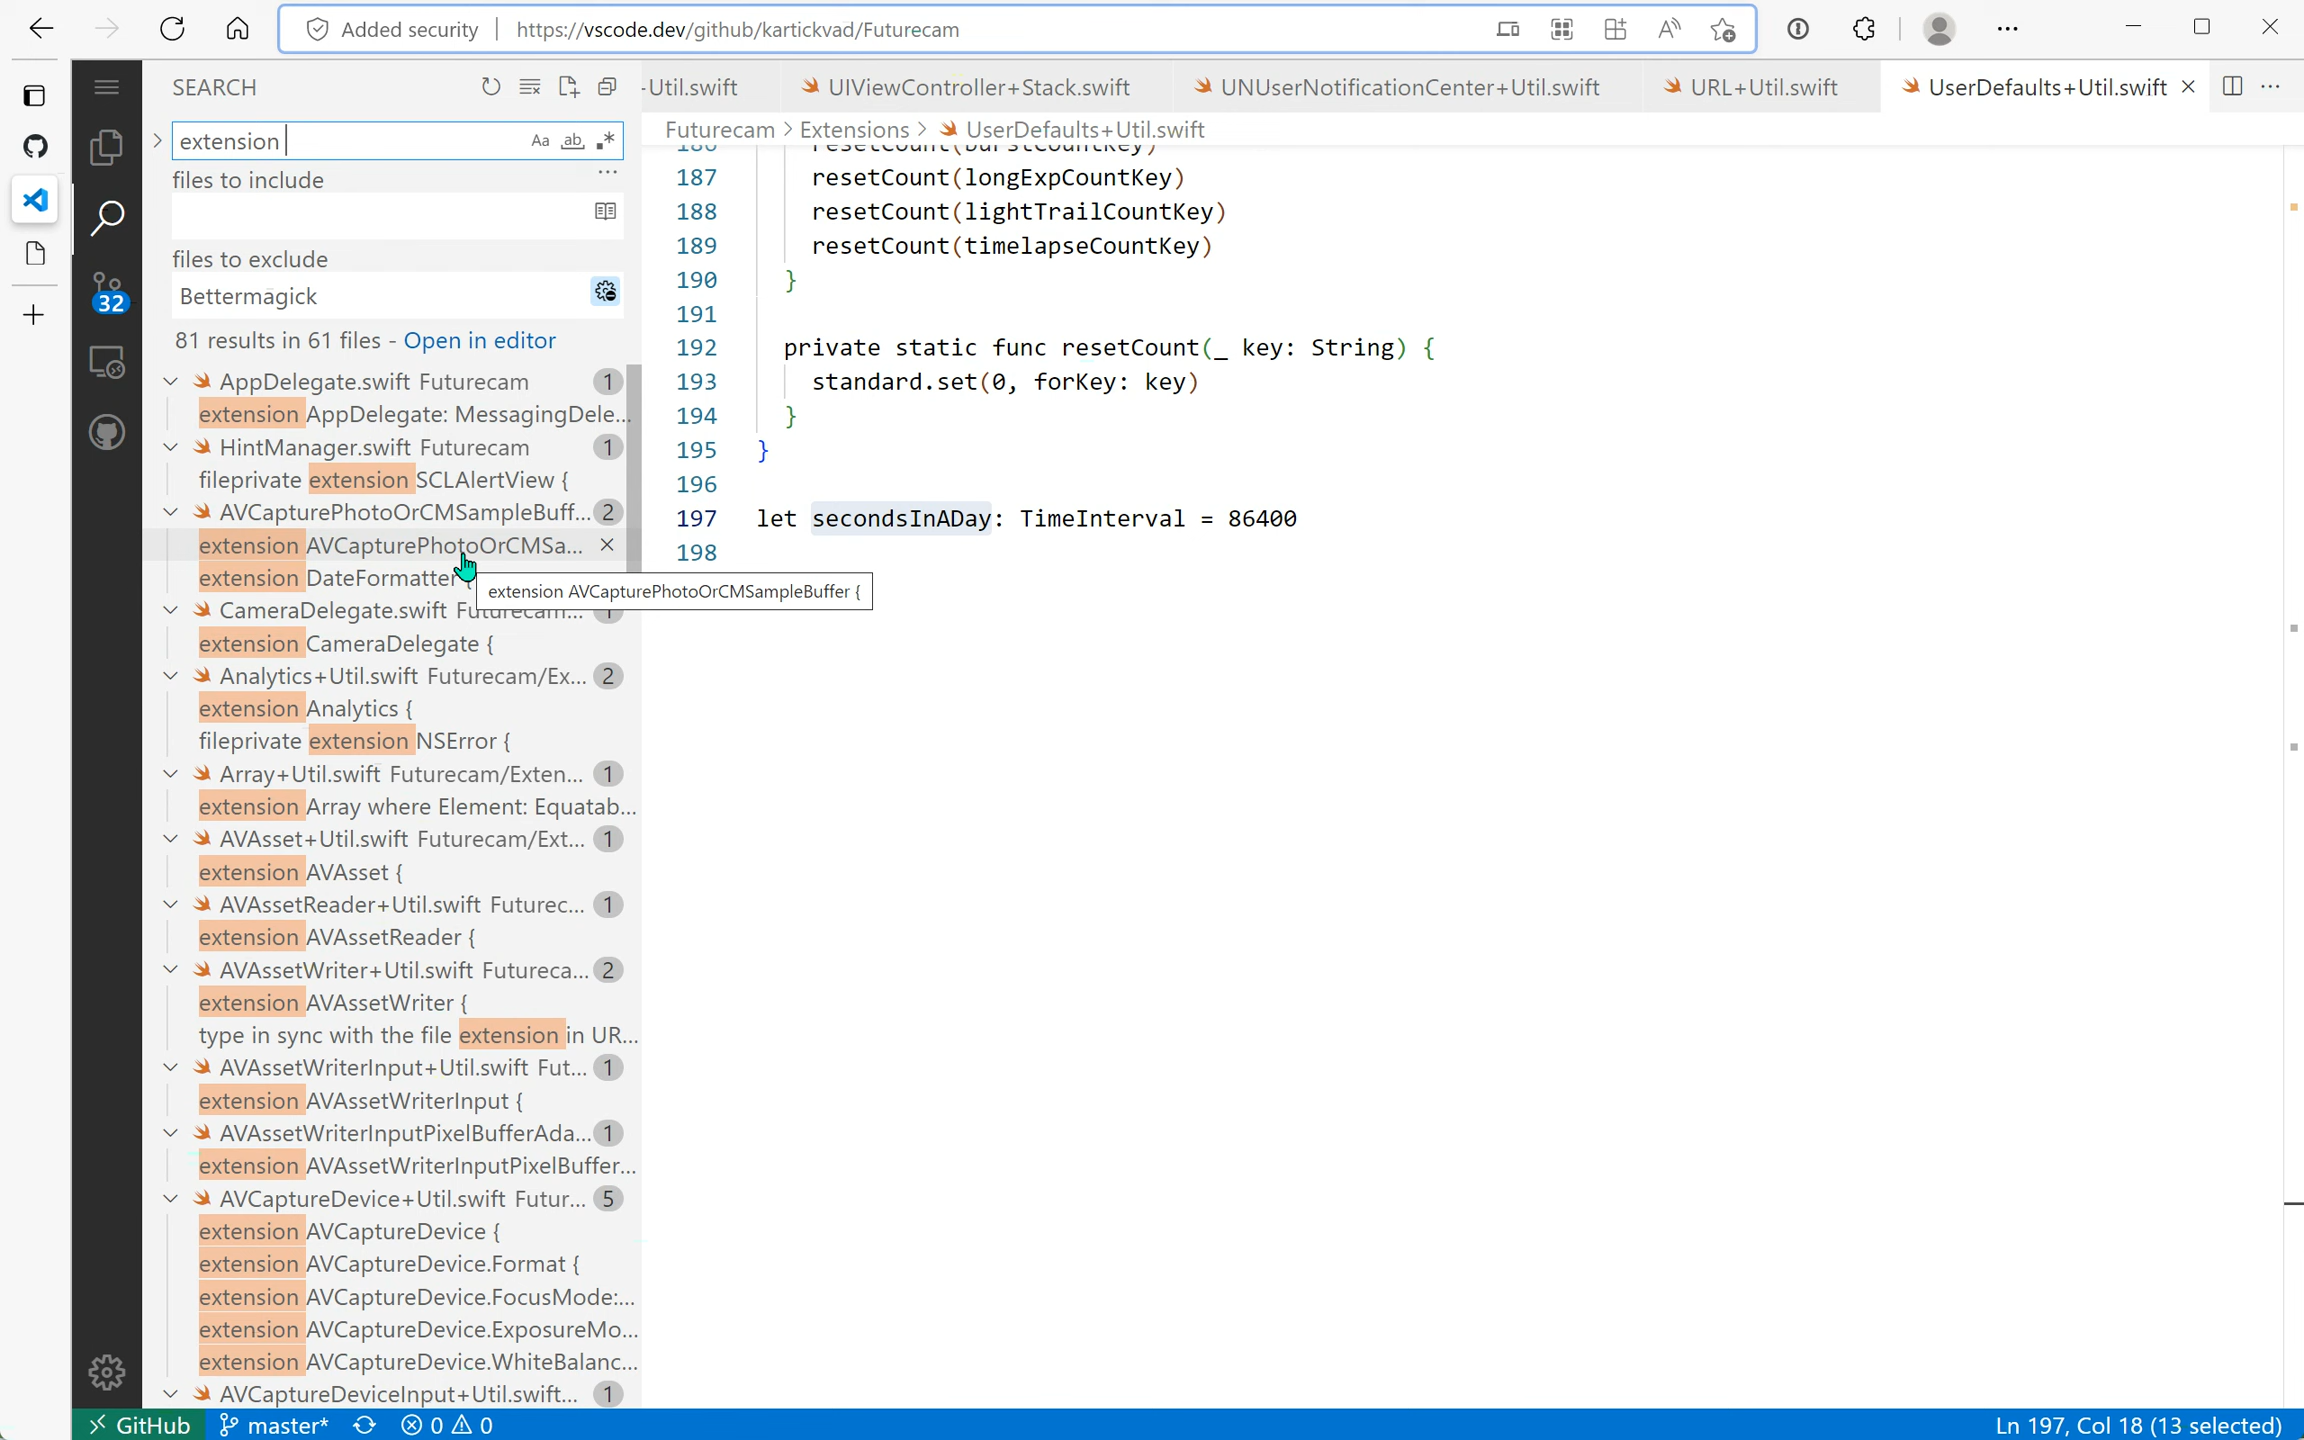 Added security | https://vscode.dev/github/kartickvad/Futurecam
SEARCH
-Util.swift
UIViewController+Stack.swift
UNUserNotificationCenter+Util.swift
URL+Util.swift
UserDefaults+Util.swift
Futurecam > Extensions > UserDefaults+Util.swift
extension
Aa ab
files to include
files to exclude
Bettermagick
81 results in 61 files - Open in editor
32
AppDelegate.swift Futurecam 1
extension AppDelegate: MessagingDele...
HintManager.swift Futurecam 1
fileprivate extension SCLAlertView {
AVCapturePhotoOrCMSampleBuff... 2
extension AVCapturePhotoOrCMSa...
extension DateFormatter {
extension AVCapturePhotoOrCMSampleBuffer {
CameraDelegate.swift Futurecam... 1
extension CameraDelegate {
Analytics+Util.swift Futurecam/Ex... 2
extension Analytics {
fileprivate extension NSError {
Array+Util.swift Futurecam/Exten... 1
extension Array where Element: Equatab...
AVAsset+Util.swift Futurecam/Ext... 1
extension AVAsset {
AVAssetReader+Util.swift Futurec... 1
extension AVAssetReader {
AVAssetWriter+Util.swift Futureca... 2
extension AVAssetWriter {
type in sync with the file extension in UR...
AVAssetWriterInput+Util.swift Fut... 1
extension AVAssetWriterInput {
AVAssetWriterInputPixelBufferAda... 1
extension AVAssetWriterInputPixelBuffer...
AVCaptureDevice+Util.swift Futur... 5
extension AVCaptureDevice {
extension AVCaptureDevice.Format {
extension AVCaptureDevice.FocusMode:...
extension AVCaptureDevice.ExposureMo...
extension AVCaptureDevice.WhiteBalanc...
AVCaptureDeviceInput+Util.swift... 1
186 resetCount(burstCountKey)
187 resetCount(longExpCountKey)
188 resetCount(lightTrailCountKey)
189 resetCount(timelapseCountKey)
190 }
191
192 private static func resetCount(_ key: String) {
193 standard.set(0, forKey: key)
194 }
195 }
196
197 let secondsInADay: TimeInterval = 86400
198
GitHub master* 0 0 Ln 197, Col 18 (13 selected)